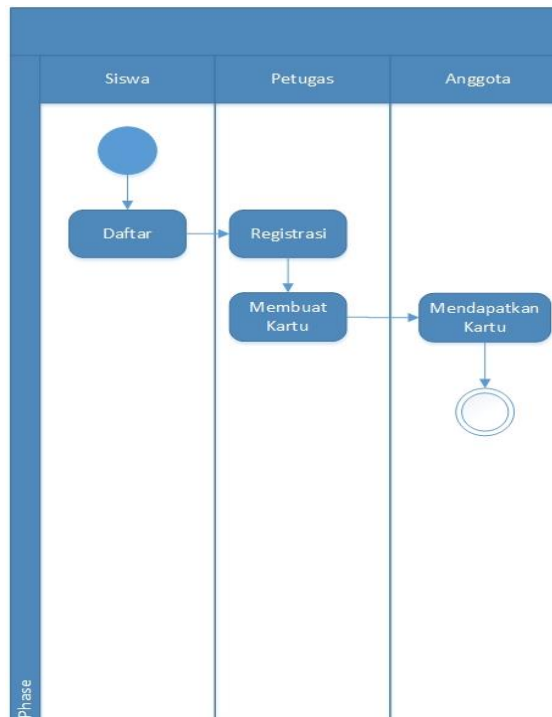 Siswa
Petugas
Anggota
Daftar
Registrasi
Membuat
Kartu
Mendapatkan
Kartu
Phase